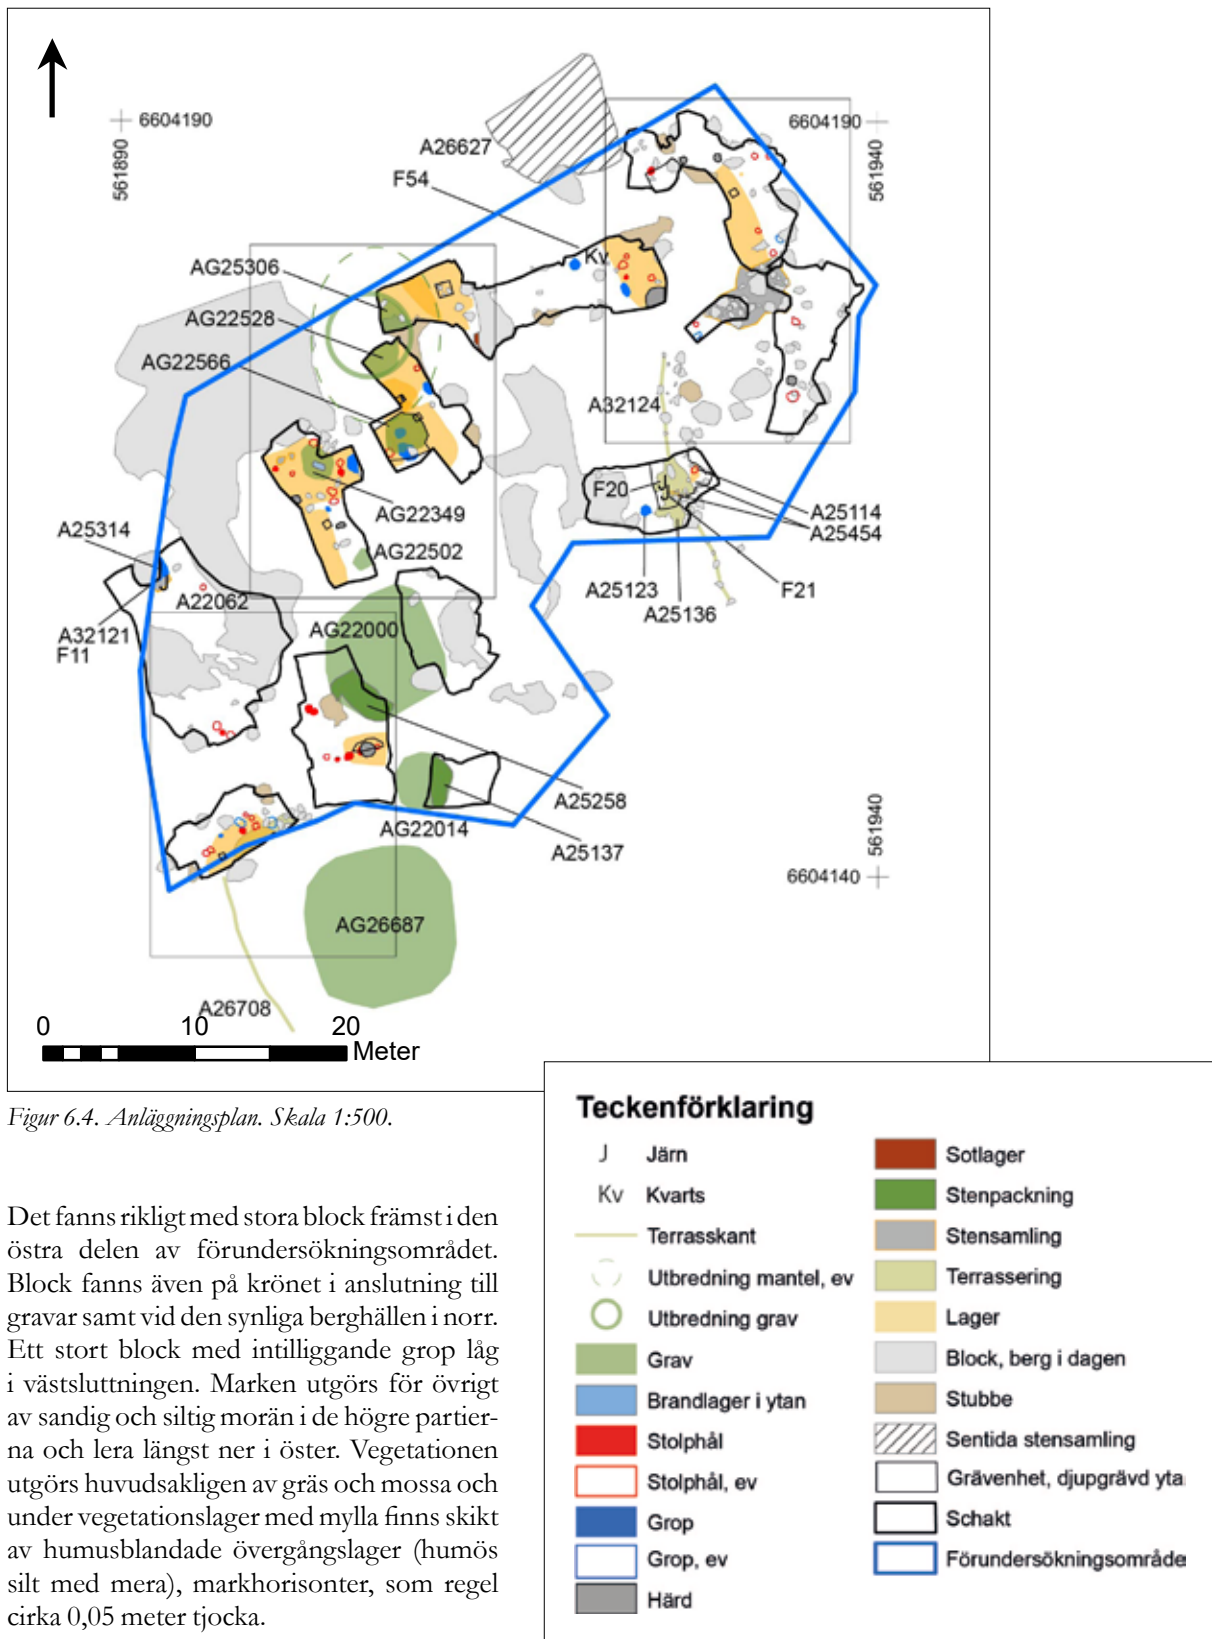 6604190
561890
A26627
F54
6604190
561940
Kv
AG25306
AG22528
AG22566
A32124
F20
J
J
A25114
A25454
F21
A25123
A25136
AG22349
AG22502
A25314
J
A22062
A32121
F11
AG22000
A25258
AG22014
A25137
561940
6604140
AG26687
A26708
0 10 20
Meter
Figur 6.4. Anläggningsplan. Skala 1:500.
Det fanns rikligt med stora block främst i den
östra delen av förundersökningsområdet.
Block fanns även på krönet i anslutning till
gravar samt vid den synliga berghällen i norr.
Ett stort block med intilliggande grop låg
i västsluttningen. Marken utgörs för övrigt
av sandig och siltig morän i de högre partier-
na och lera längst ner i öster. Vegetationen
utgörs huvudsakligen av gräs och mossa och
under vegetationslager med mylla finns skikt
av humusblandade övergångslager (humös
silt med mera), markhorisonter, som regel
cirka 0,05 meter tjocka.
Teckenförklaring
J Järn
Kv Kvarts
Terrasskant
Utbredning mantel, ev
Utbredning grav
Grav
Brandlager i ytan
Stolphål
Stolphål, ev
Grop
Grop, ev
Härd
Sotlager
Stenpackning
Stensamling
Terrassering
Lager
Block, berg i dagen
Stubbe
Sentida stensamling
Grävenhet, djupgrävd yta
Schakt
Förundersökningsområde